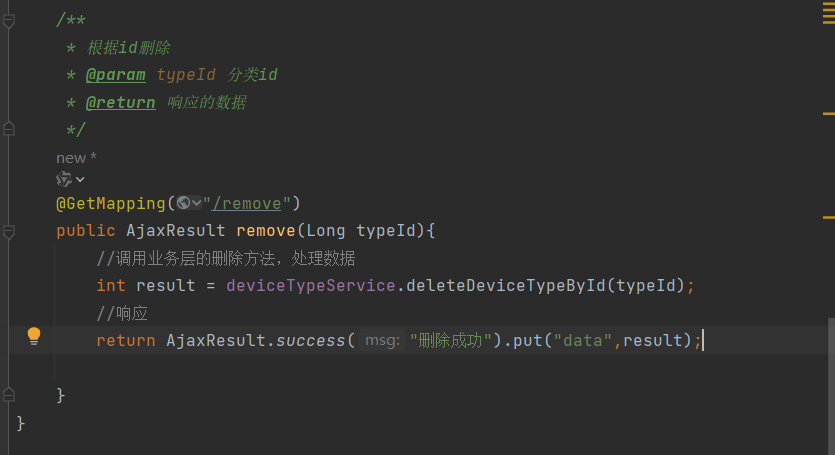 /**
 * 根据id删除
 * @param typeId 分类id
 * @return 响应的数据
 */
new *
@GetMapping("/remove")
public AjaxResult remove(Long typeId){
//调用业务层的删除方法，处理数据
int result = deviceTypeService.deleteDeviceTypeById(typeId);
//响应
return AjaxResult.success( msg: "删除成功").put("data",result);
}
}